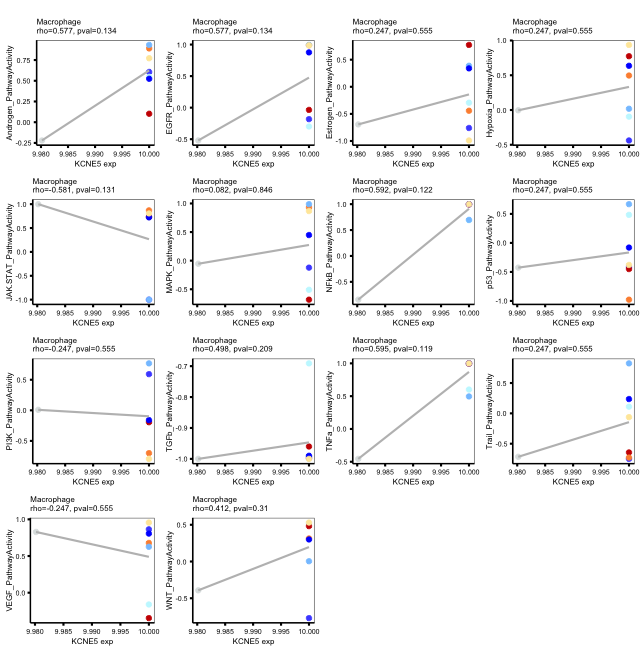 Macrophage
rho=0.577, pval=0.134
Androgen_PathwayActivity
0.75
0.50
0.25
0.00
-0.25
9.980 9.985 9.990 9.995 10.000
KCNE5 exp
Macrophage
rho=0.577, pval=0.134
EGFR_PathwayActivity
1.0
0.5
0.0
-0.5
9.980 9.985 9.990 9.995 10.000
KCNE5 exp
Macrophage
rho=0.247, pval=0.555
Estrogen_PathwayActivity
1.0
0.5
0.0
-0.5
-1.0
9.980 9.985 9.990 9.995 10.000
KCNE5 exp
Macrophage
rho=0.247, pval=0.555
Hypoxia_PathwayActivity
1.0
0.5
0.0
-0.5
9.980 9.985 9.990 9.995 10.000
KCNE5 exp
Macrophage
rho=-0.581, pval=0.131
JAK.STAT_PathwayActivity
1.0
0.5
0.0
-0.5
-1.0
9.980 9.985 9.990 9.995 10.000
KCNE5 exp
Macrophage
rho=0.082, pval=0.846
MAPK_PathwayActivity
1.0
0.5
0.0
-0.5
9.980 9.985 9.990 9.995 10.000
KCNE5 exp
Macrophage
rho=0.592, pval=0.122
NFkB_PathwayActivity
1.0
0.5
0.0
-0.5
9.980 9.985 9.990 9.995 10.000
KCNE5 exp
Macrophage
rho=0.247, pval=0.555
p53_PathwayActivity
0.5
0.0
-0.5
-1.0
9.980 9.985 9.990 9.995 10.000
KCNE5 exp
Macrophage
rho=-0.247, pval=0.555
PI3K_PathwayActivity
0.5
0.0
-0.5
9.980 9.985 9.990 9.995 10.000
KCNE5 exp
Macrophage
rho=0.498, pval=0.209
TGFb_PathwayActivity
-0.7
-0.8
-0.9
-1.0
9.980 9.985 9.990 9.995 10.000
KCNE5 exp
Macrophage
rho=0.595, pval=0.119
TNFa_PathwayActivity
1.0
0.5
0.0
-0.5
9.980 9.985 9.990 9.995 10.000
KCNE5 exp
Macrophage
rho=0.247, pval=0.555
Trail_PathwayActivity
0.5
0.0
-0.5
9.980 9.985 9.990 9.995 10.000
KCNE5 exp
Macrophage
rho=-0.247, pval=0.555
VEGF_PathwayActivity
1.0
0.5
0.0
9.980 9.985 9.990 9.995 10.000
KCNE5 exp
Macrophage
rho=0.412, pval=0.31
WNT_PathwayActivity
0.5
0.0
-0.5
9.980 9.985 9.990 9.995 10.000
KCNE5 exp